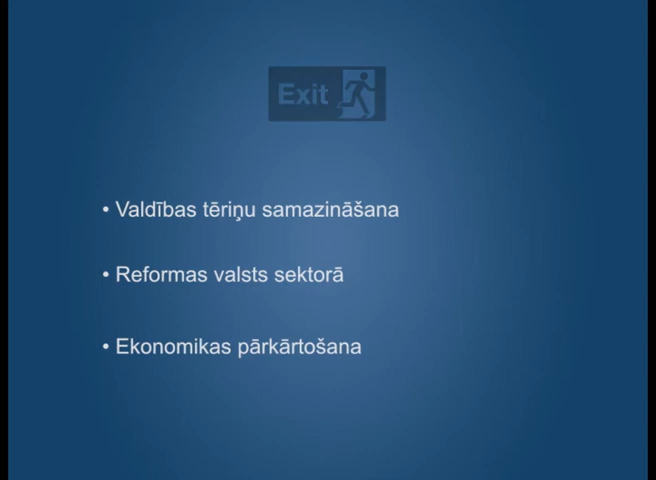 Exit
• Valdības tēriņu samazināšana
• Reformas valsts sektorā
• Ekonomikas pārkārtošana